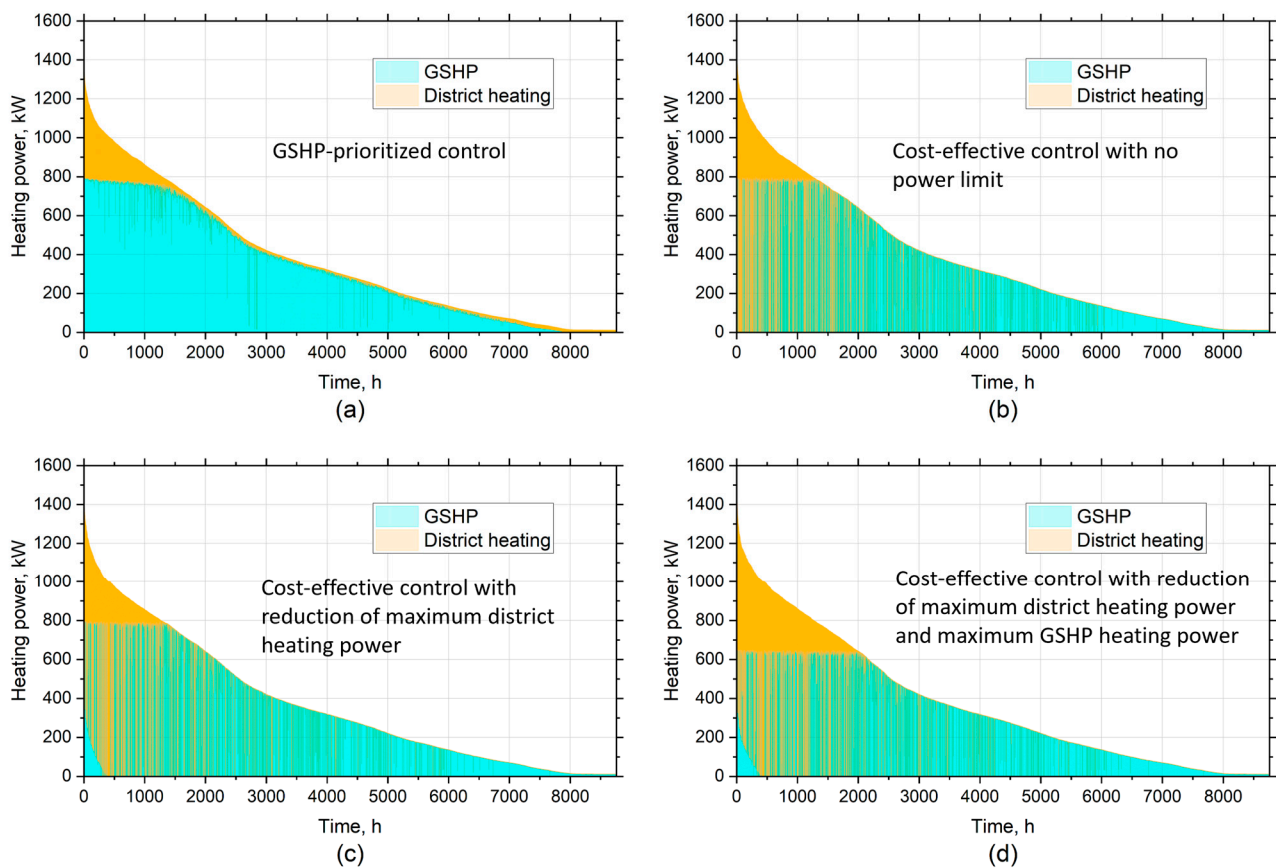 1600
1400
1200
1000
800
600
400
200
0
Heating power, kW
GSHP
District heating
GSHP-prioritized control
0 1000 2000 3000 4000 5000 6000 7000 8000
Time, h
(a)
1600
1400
1200
1000
800
600
400
200
0
Heating power, kW
GSHP
District heating
Cost-effective control with no
power limit
0 1000 2000 3000 4000 5000 6000 7000 8000
Time, h
(b)
1600
1400
1200
1000
800
600
400
200
0
Heating power, kW
GSHP
District heating
Cost-effective control with
reduction of maximum district
heating power
0 1000 2000 3000 4000 5000 6000 7000 8000
Time, h
(c)
1600
1400
1200
1000
800
600
400
200
0
Heating power, kW
GSHP
District heating
Cost-effective control with reduction
of maximum district heating power
and maximum GSHP heating power
0 1000 2000 3000 4000 5000 6000 7000 8000
Time, h
(d)